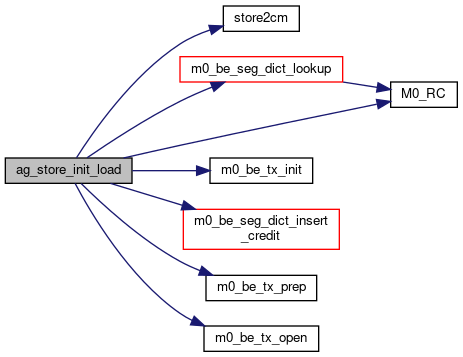 store2cm
m0_be_seg_dict_lookup
M0_RC
ag_store_init_load
m0_be_tx_init
m0_be_seg_dict_insert
_credit
m0_be_tx_prep
m0_be_tx_open